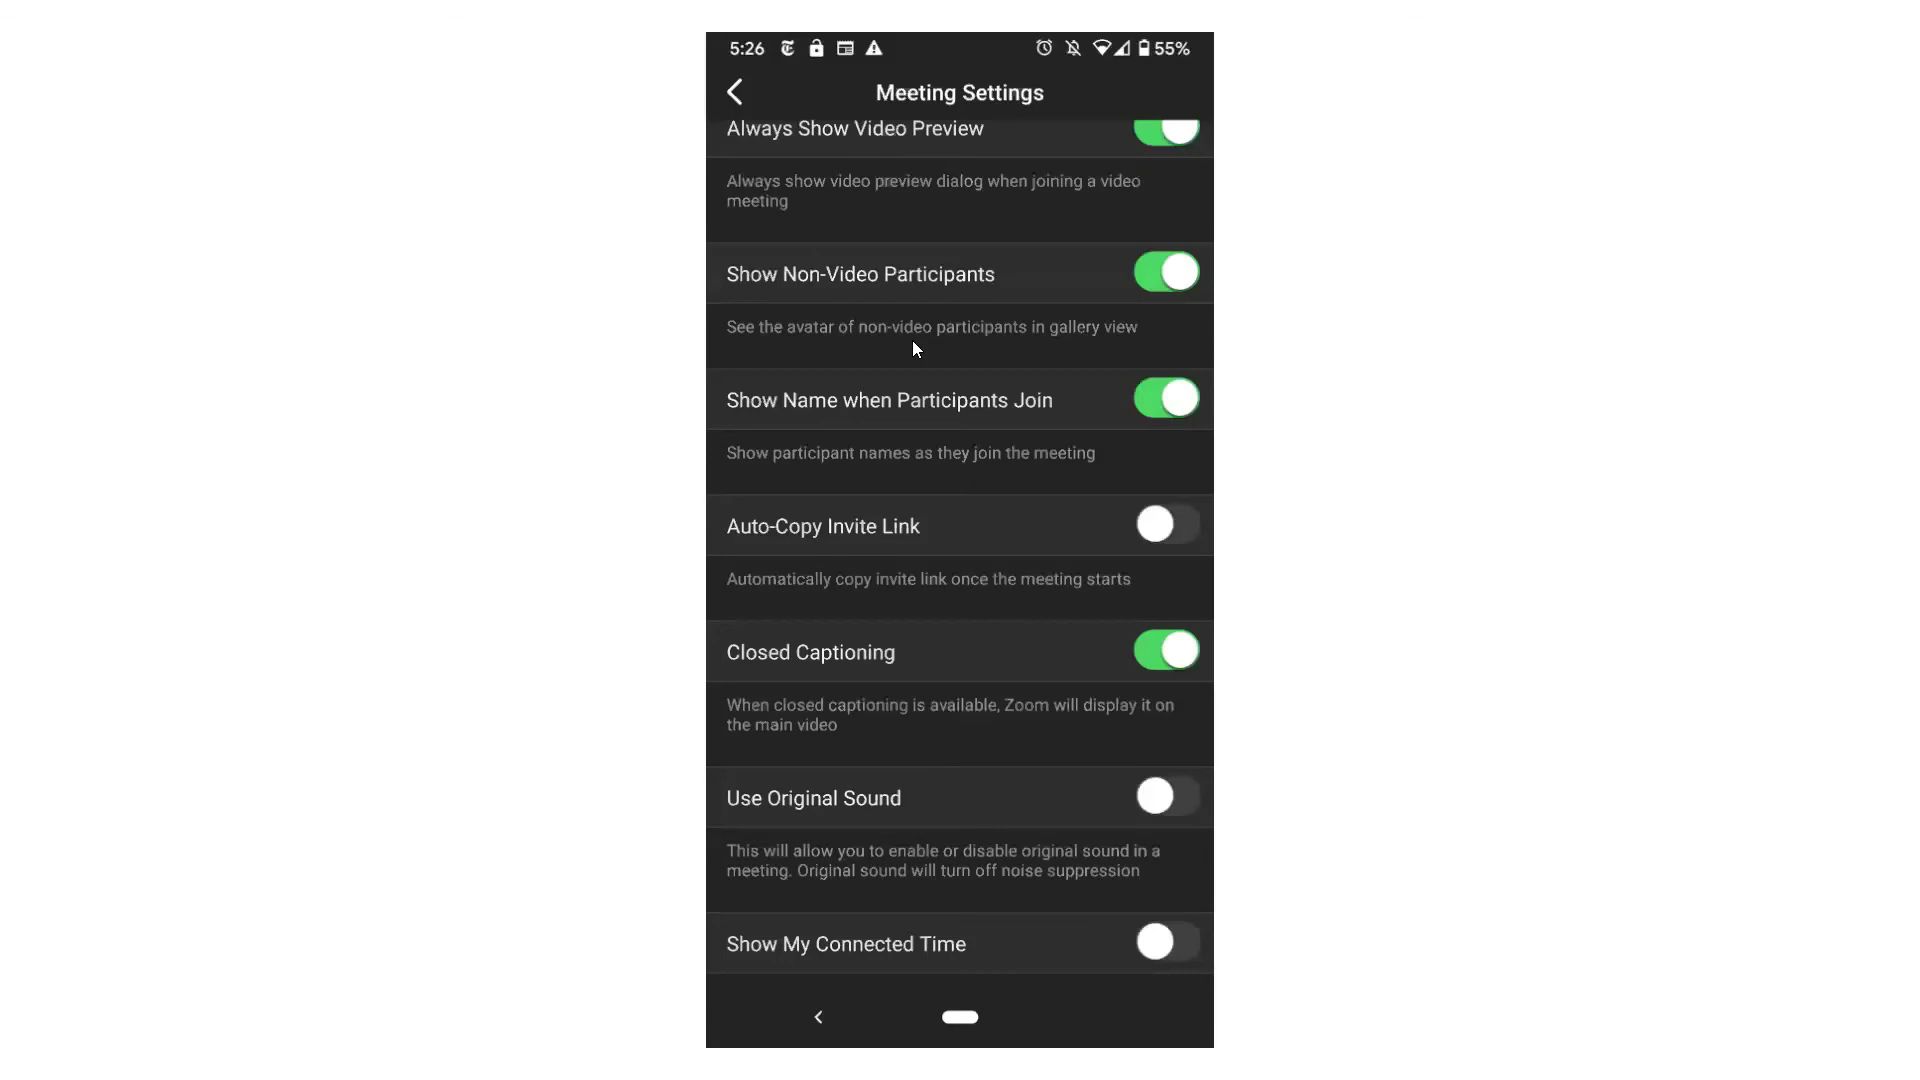 5:26
55%
Meeting Settings
Always Show Video Preview
Always show video preview dialog when joining a video
meeting
Show Non-Video Participants
See the avatar of non-video participants in gallery view
Show Name when Participants Join
Show participant names as they join the meeting
Auto-Copy Invite Link
Automatically copy invite link once the meeting starts
Closed Captioning
When closed captioning is available, Zoom will display it on
the main video
Use Original Sound
This will allow you to enable or disable original sound in a
meeting. Original sound will turn off noise suppression
Show My Connected Time